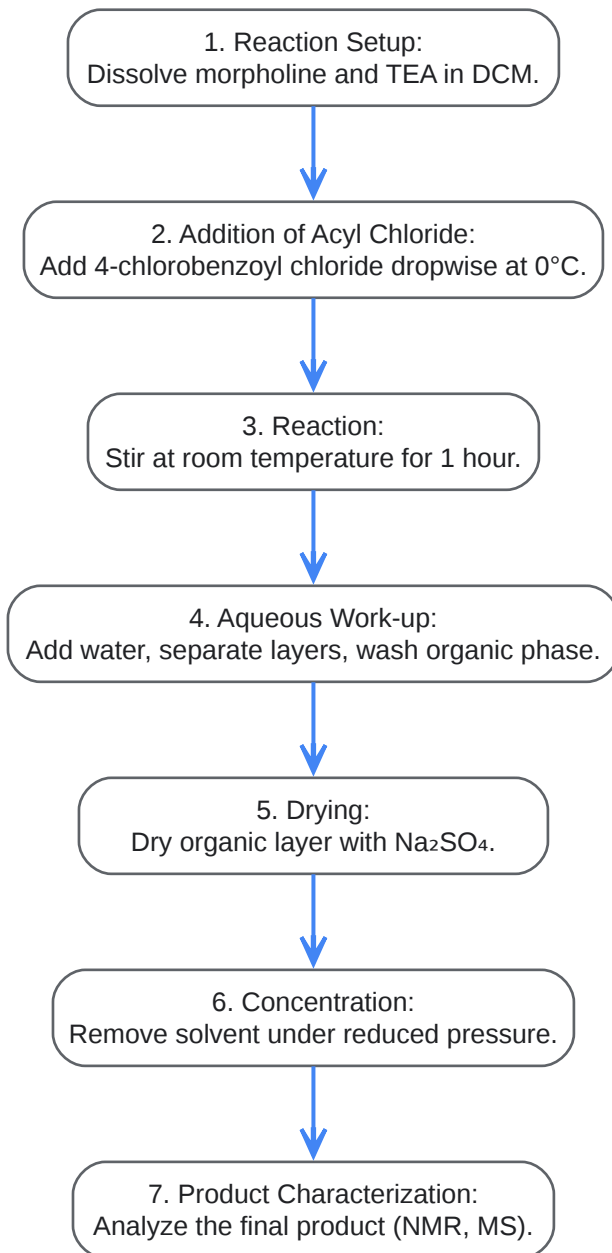 1. Reaction Setup:
Dissolve morpholine and TEA in DCM.
2. Addition of Acyl Chloride:
Add 4-chlorobenzoyl chloride dropwise at 0°C.
3. Reaction:
Stir at room temperature for 1 hour.
4. Aqueous Work-up:
Add water, separate layers, wash organic phase.
5. Drying:
Dry organic layer with Na₂SO₄.
6. Concentration:
Remove solvent under reduced pressure.
7. Product Characterization:
Analyze the final product (NMR, MS).